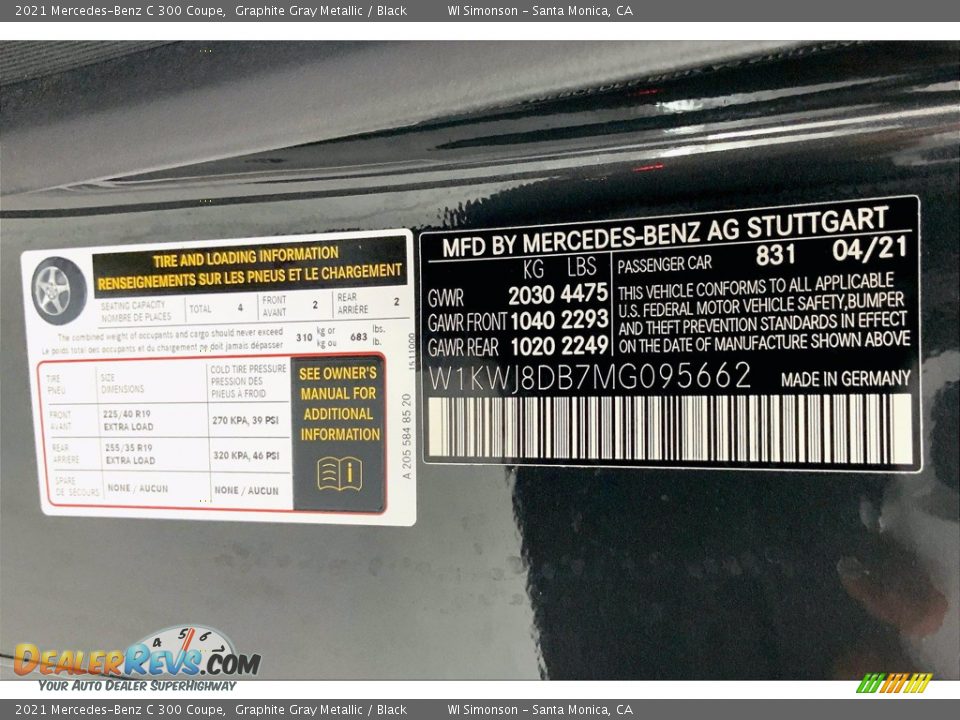 2021 Mercedes-Benz C 300 Coupe, Graphite Gray Metallic / Black WI Simonson - Santa Monica, CA
TIRE AND LOADING INFORMATION
RENSEIGNEMENTS SUR LES PNEUS ET LE CHARGEMENT
SEATING CAPACITY
NOMBRE DE PLACES
TOTAL 4
FRONT
AVANT
2
REAR
ARRIÈRE
2
The combined weight of occupants and cargo should never exceed
Le poids total des occupants et du chargement ne doit jamais dépasser
310 kg or
kg ou
683 lbs.
lb.
TIRE
PNEU
SIZE
DIMENSIONS
COLD TIRE PRESSURE
PRESSION DES
PNEUS À FROID
FRONT
AVANT
225/40 R19
EXTRA LOAD
270 KPA, 39 PSI
REAR
ARRIÈRE
255/35 R19
EXTRA LOAD
320 KPA, 46 PSI
SPARE
DE SECOURS
NONE / AUCUN
NONE / AUCUN
SEE OWNER'S
MANUAL FOR
ADDITIONAL
INFORMATION
i
A 205 584 85 20
1511000
MFD BY MERCEDES-BENZ AG STUTTGART
KG LBS
GVWR 2030 4475
GAWR FRONT 1040 2293
GAWR REAR 1020 2249
PASSENGER CAR 831 04/21
THIS VEHICLE CONFORMS TO ALL APPLICABLE
U.S. FEDERAL MOTOR VEHICLE SAFETY,BUMPER
AND THEFT PREVENTION STANDARDS IN EFFECT
ON THE DATE OF MANUFACTURE SHOWN ABOVE
W1KWJ8DB7MG095662 MADE IN GERMANY
4 5 6 7
DEALERREVS.COM
YOUR AUTO DEALER SUPERHIGHWAY
2021 Mercedes-Benz C 300 Coupe, Graphite Gray Metallic / Black WI Simonson - Santa Monica, CA